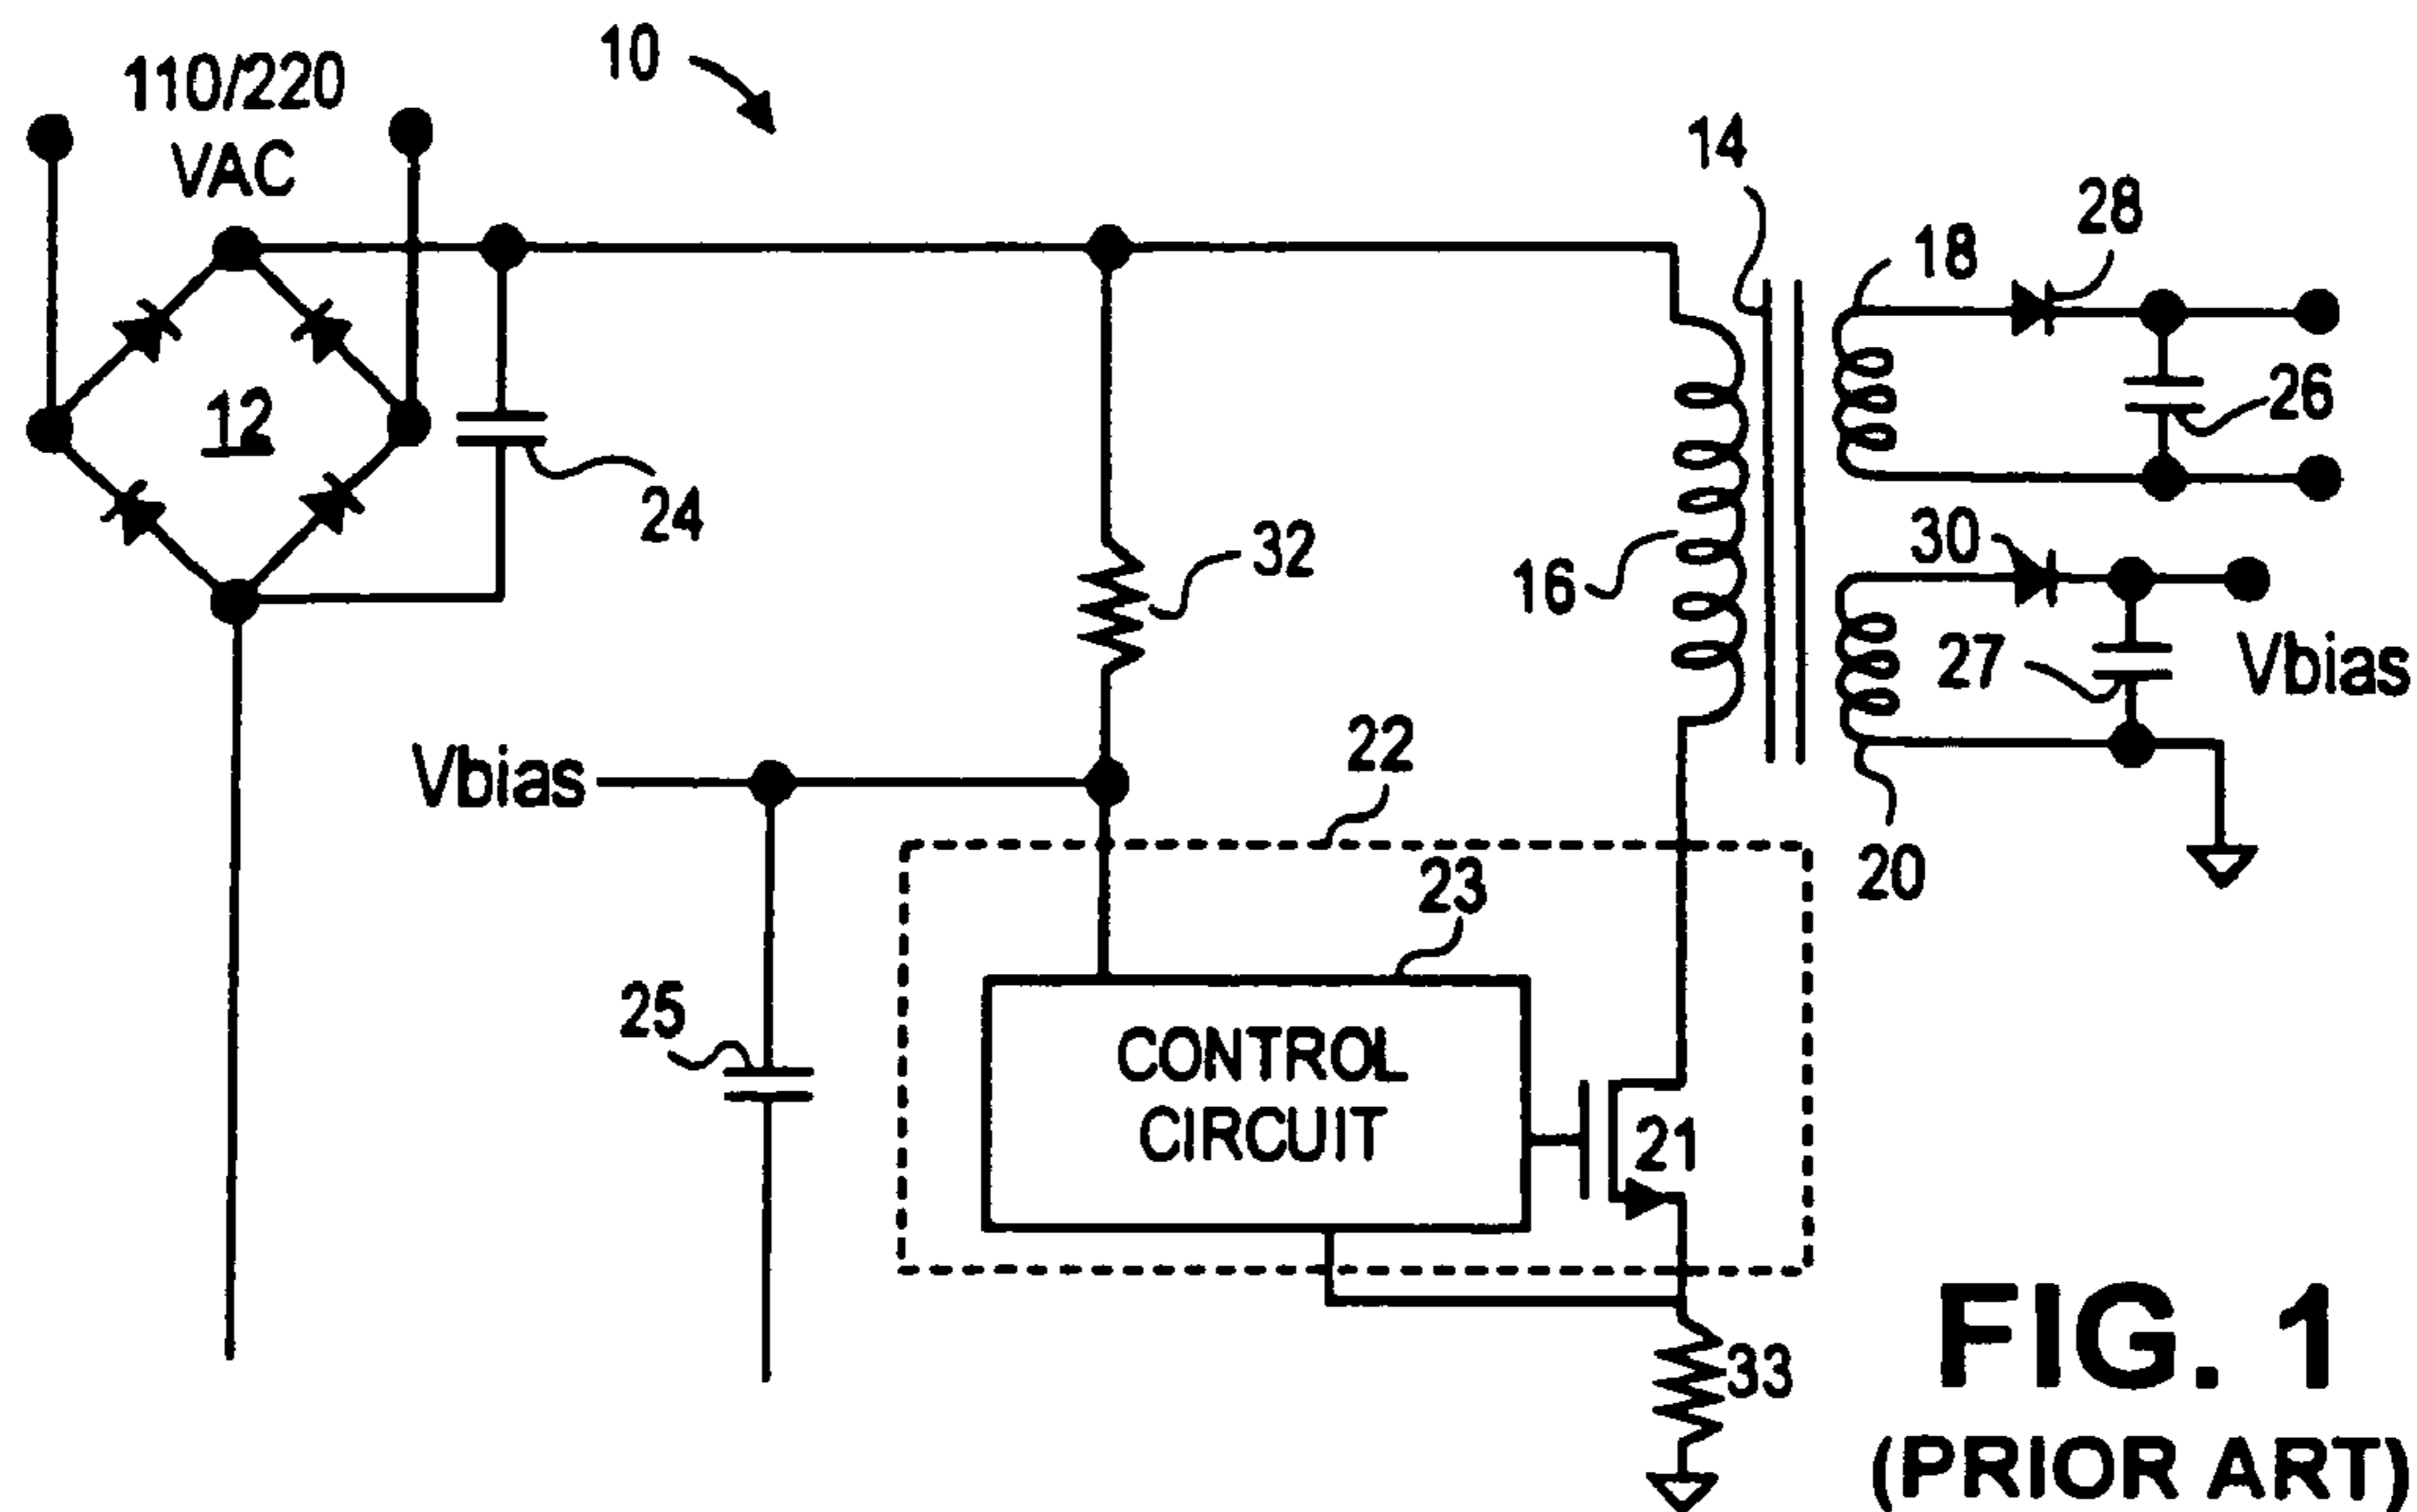 10
110/220
VAC
14
28
18
12
26
24
32
30
16
27
Vbias
Vbias
22
23
20
25
CONTROL
CIRCUIT
21
33
FIG. 1
(PRIOR ART)